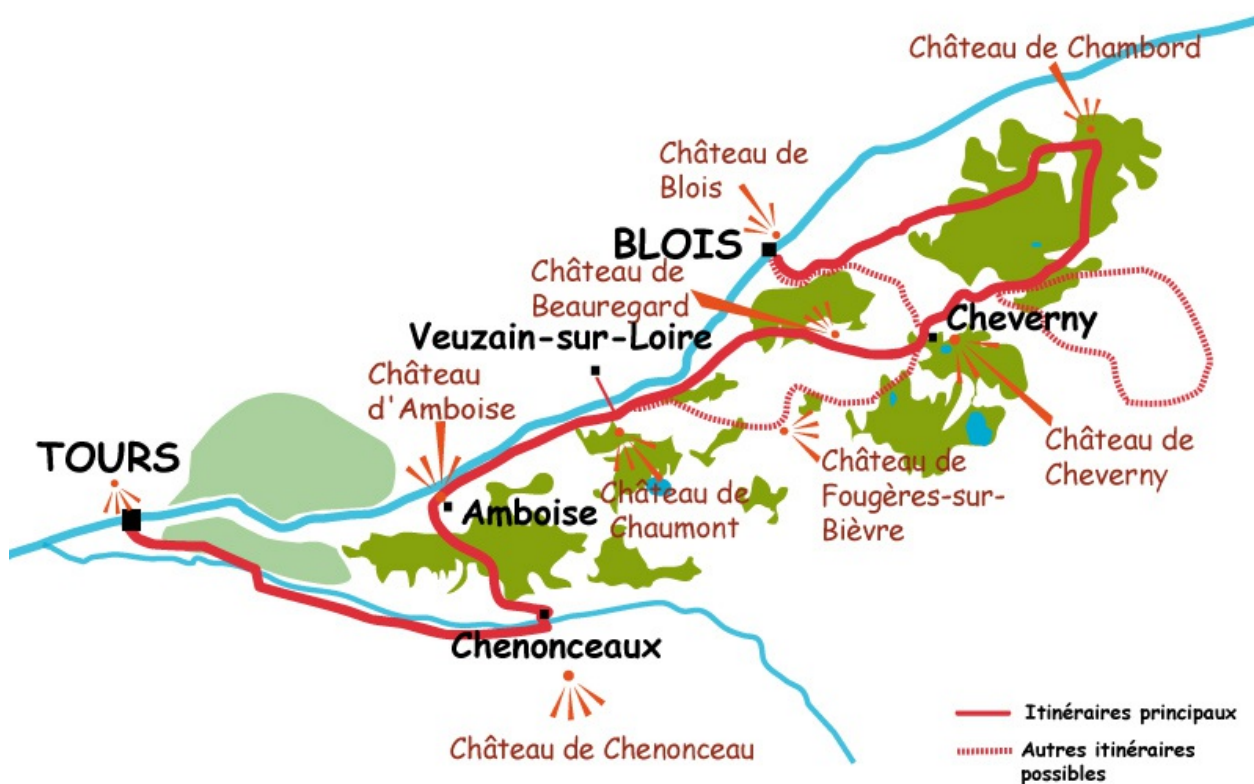 Château de Chambord
Château de
Blois
BLOIS
Château de
Beauregard
Cheverny
Veuzain-sur-Loire
Château
d'Amboise
TOURS
Château de
Cheverny
Château de
Fougères-sur-
Bièvre
Château de
Chaumont
Amboise
Chenonceaux
Château de Chenonceau
Itinéraires principaux
Autres itinéraires
possibles